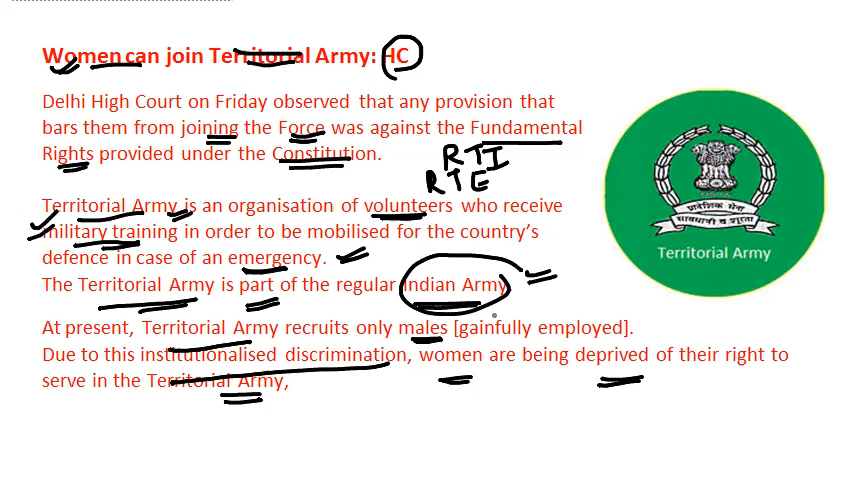 Women can join Territorial Army: HC
Delhi High Court on Friday observed that any provision that
bars them from joining the Force was against the Fundamental
Rights provided under the Constitution.
RTI
RTE
Territorial Army is an organisation of volunteers who receive
military training in order to be mobilised for the country's
defence in case of an emergency.
The Territorial Army is part of the regular Indian Army
At present, Territorial Army recruits only males [gainfully employed].
Due to this institutionalised discrimination, women are being deprived of their right to
serve in the Territorial Army,
प्रादेशिक सेना
सावधानी व शूरता
Territorial Army